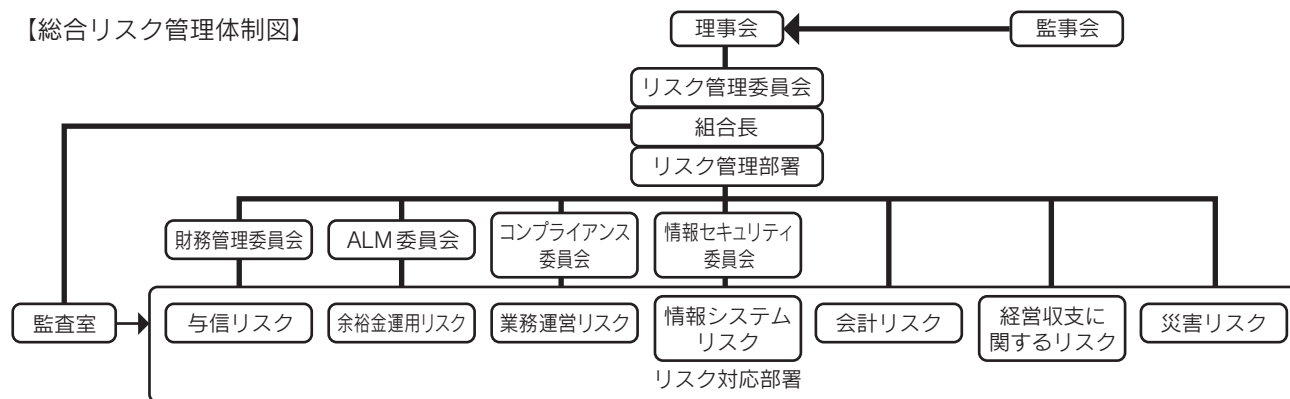 【総合リスク管理体制図】
理事会
監事会
リスク管理委員会
組合長
リスク管理部署
財務管理委員会
ALM委員会
コンプライアンス
委員会
情報セキュリティ
委員会
監査室
与信リスク
余裕金運用リスク
業務運営リスク
情報システム
リスク
会計リスク
経営収支に
関するリスク
災害リスク
リスク対応部署